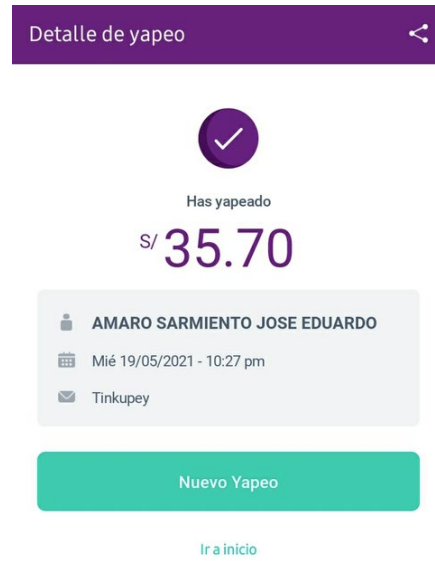 Detalle de yapeo
Has yapeado
S/ 35.70
AMARO SARMIENTO JOSE EDUARDO
Mié 19/05/2021 - 10:27 pm
Tinkupey
Nuevo Yapeo
Ir a inicio